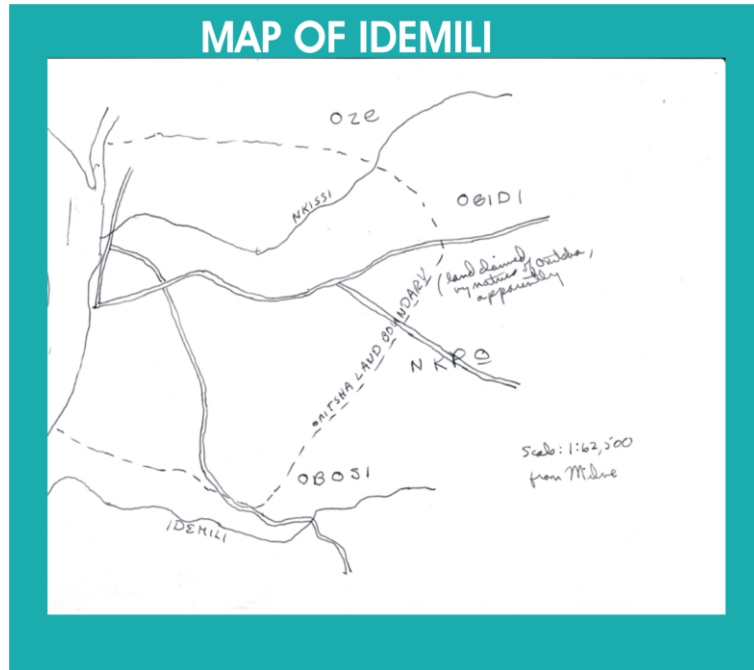 MAP OF IDEMILI
OZE
NKISSI
OGIDI
(land claimed
by natives of Onitsha,
apparently
ONITSHA LAND BOUNDARY
NKPO
Scale: 1:62,500
from Milne
OBOSI
IDEMILI